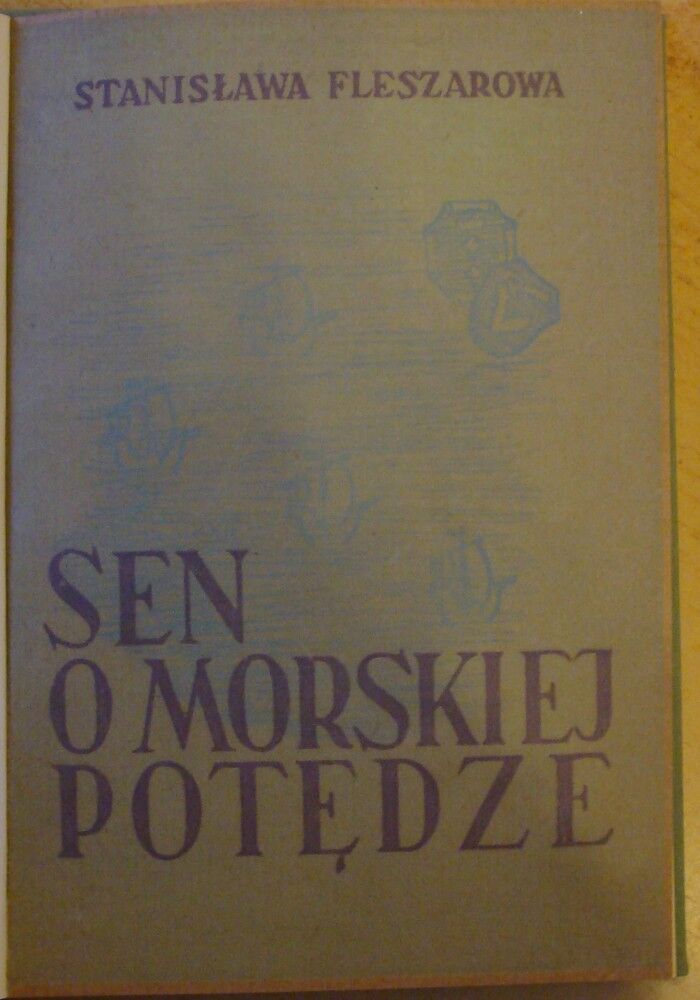 STANISŁAWA FLESZAROWA
SEN
O MORSKIEJ
POTĘDZE